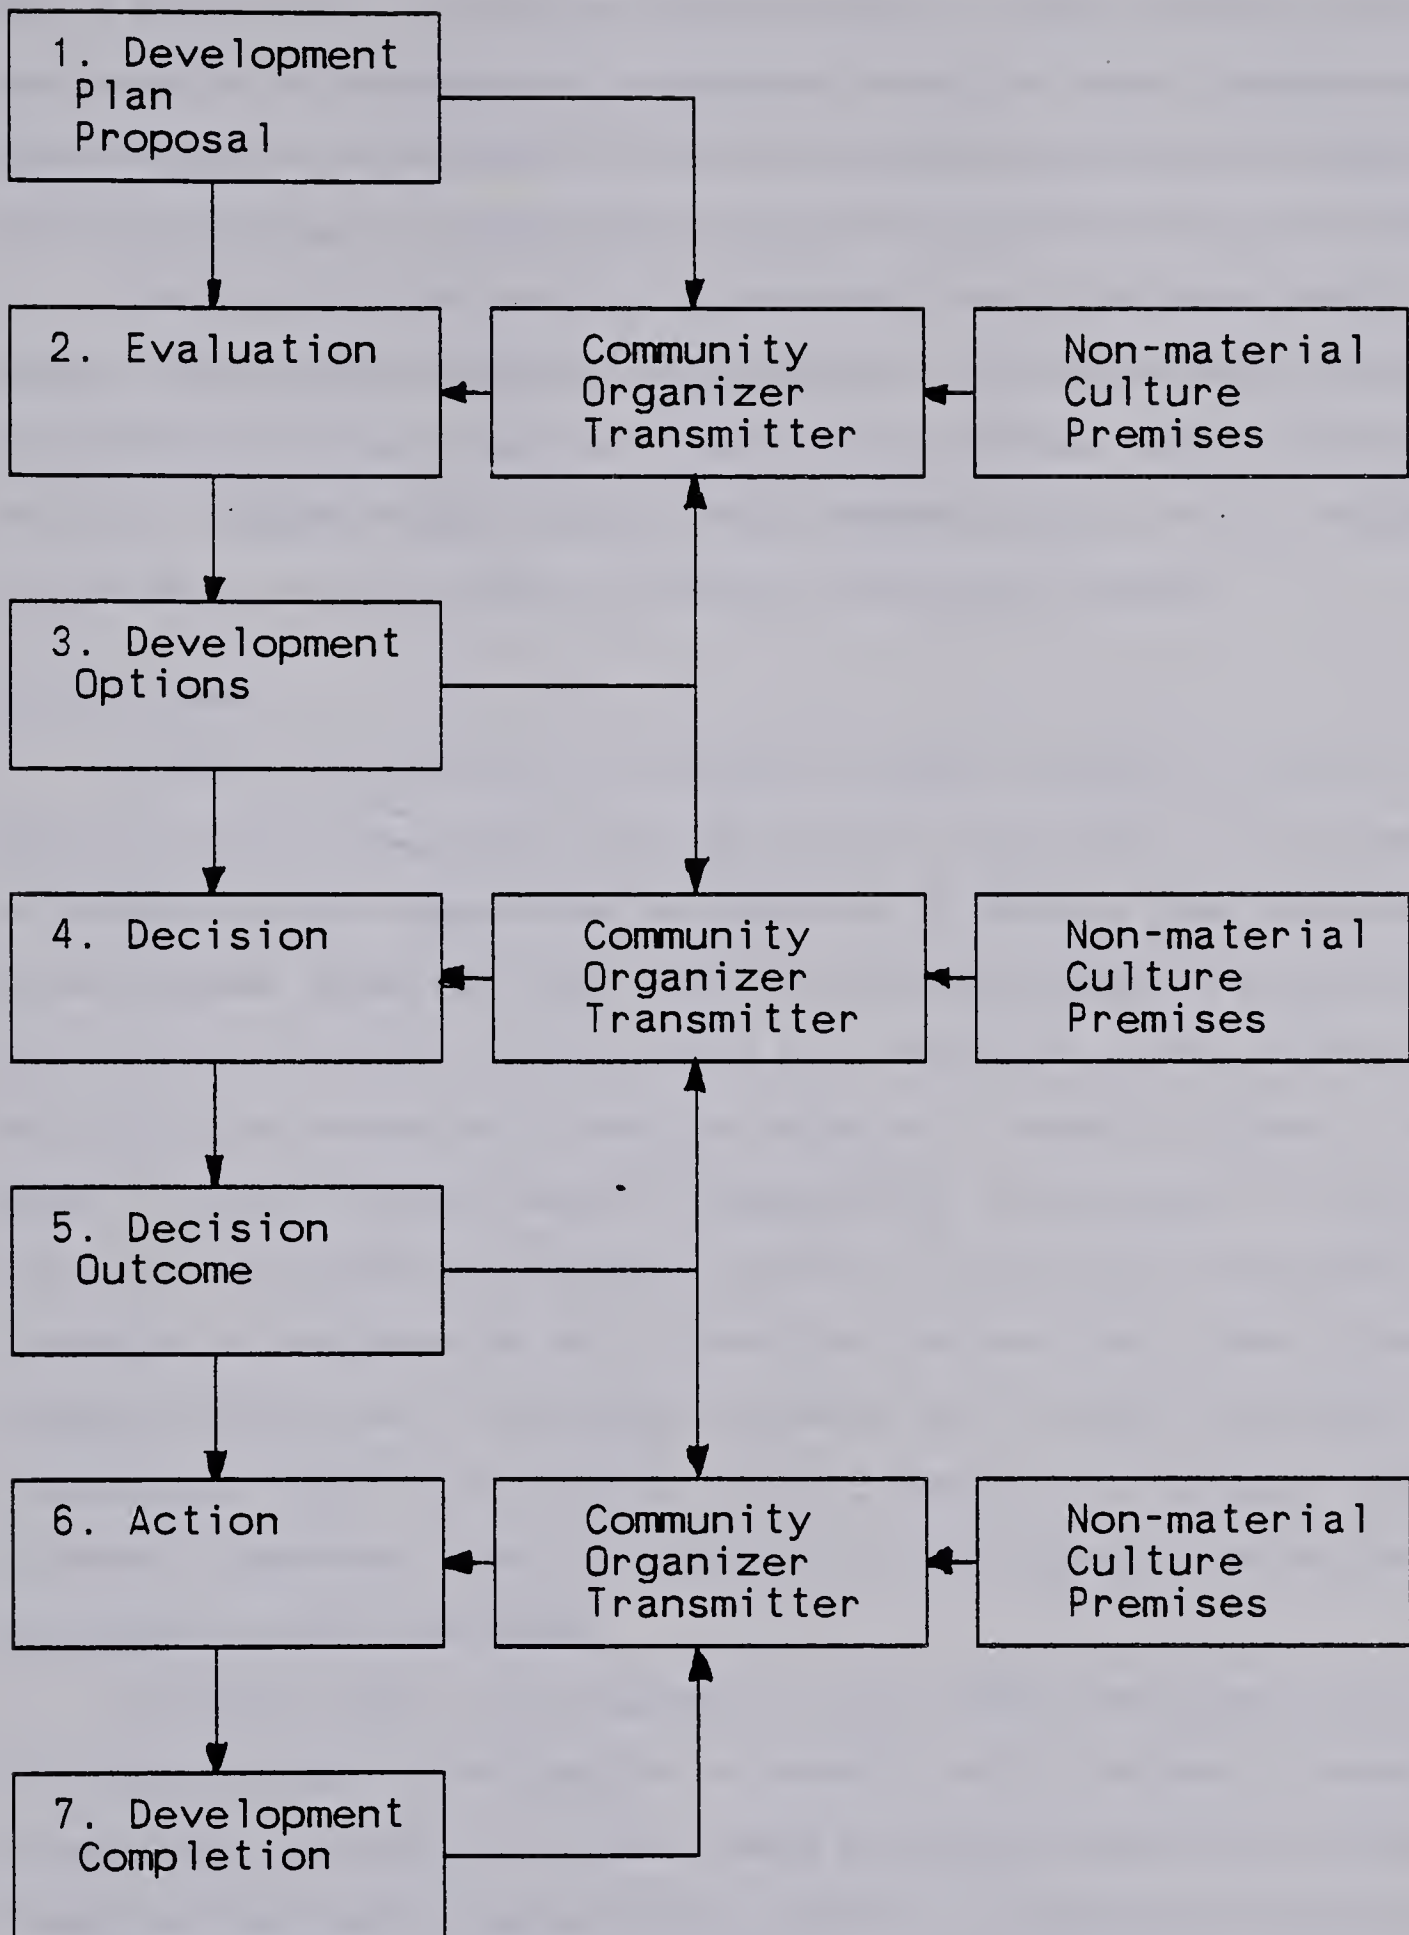 1. Development
Plan
Proposal
2. Evaluation
Community
Organizer
Transmitter
Non-material
Culture
Premises
3. Development
Options
4. Decision
Community
Organizer
Transmitter
Non-material
Culture
Premises
5. Decision
Outcome
6. Action
Community
Organizer
Transmitter
Non-material
Culture
Premises
7. Development
Completion